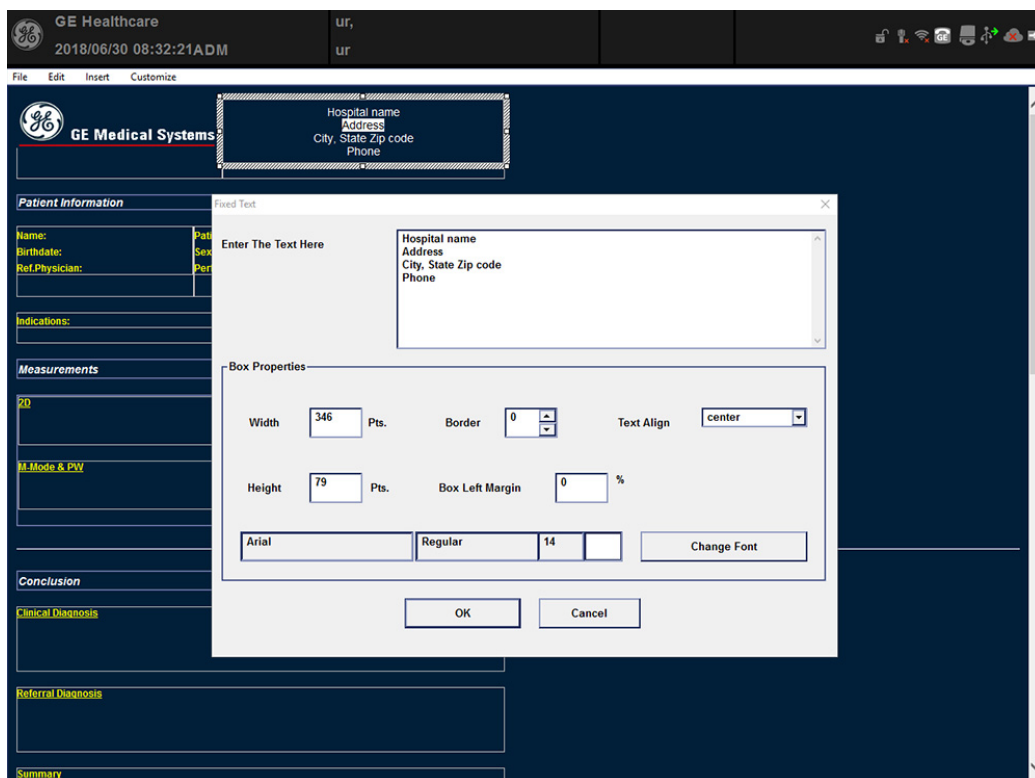 GE Healthcare
ur,
2018/06/30 08:32:21ADM
ur
File Edit Insert Customize
GE Medical Systems
Hospital name
Address
City, State Zip code
Phone
Patient Information
Name:
Birthdate:
Sex
Ref.Physician:
Indications:
Measurements
2D
M-Mode & PW
Conclusion
Clinical Diagnosis
Referral Diagnosis
Summary
Fixed Text
Enter The Text Here
Hospital name
Address
City, State Zip code
Phone
Box Properties
Width 346 Pts. Border 0 Text Align center
Height 79 Pts. Box Left Margin 0 %
Arial Regular 14 Change Font
OK Cancel